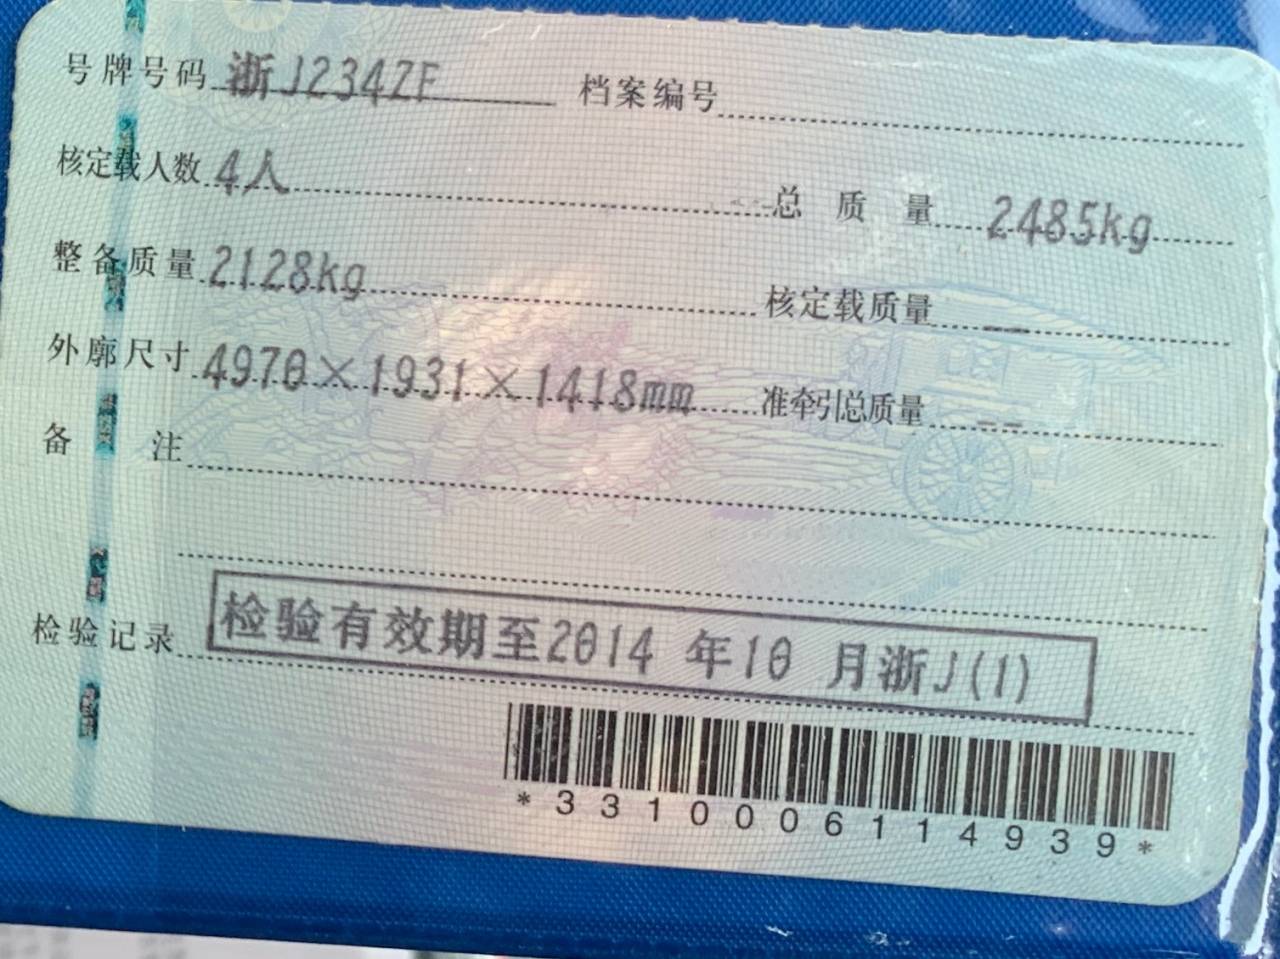 号牌号码 浙J234ZF 档案编号
核定载人数 4人 总质量 2485kg
整备质量 2128kg 核定载质量 --
外廓尺寸 4970×1931×1418mm 准牵引总质量 --
备注
检验记录 检验有效期至2014 年10 月浙J(1)
*3310006114939*